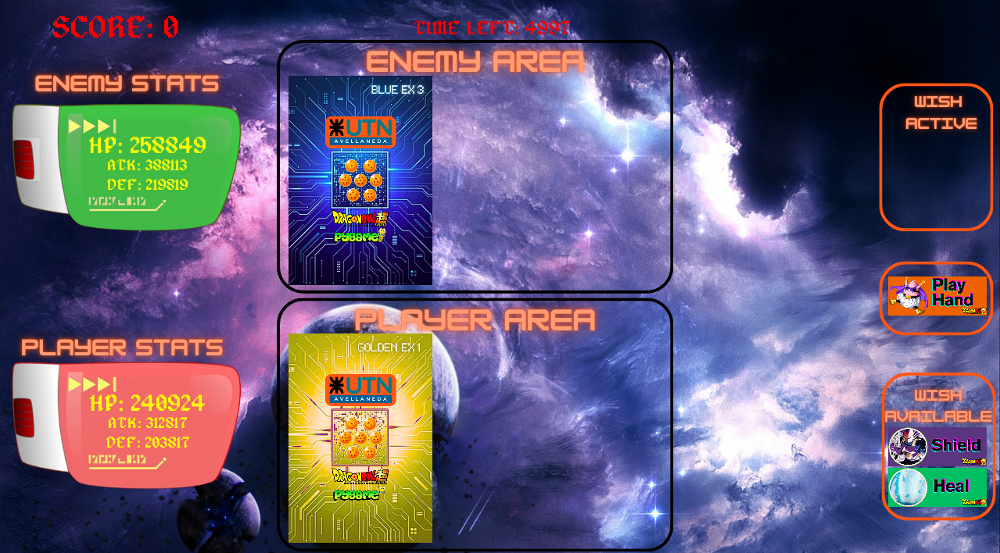 SCORE: 0
TIME LEFT: 4997
ENEMY STATS
HP: 258849
ATK: 388113
DEF: 219819
ENEMY AREA
BLUE EX 3
UTN
AVELLANEDA
DRAGON BALL
pygame
PLAYER STATS
HP: 240924
ATK: 312817
DEF: 203817
PLAYER AREA
GOLDEN EX 1
UTN
AVELLANEDA
DRAGON BALL
pygame
WISH
ACTIVE
Play
Hand
WISH
AVAILABLE
Shield
Heal